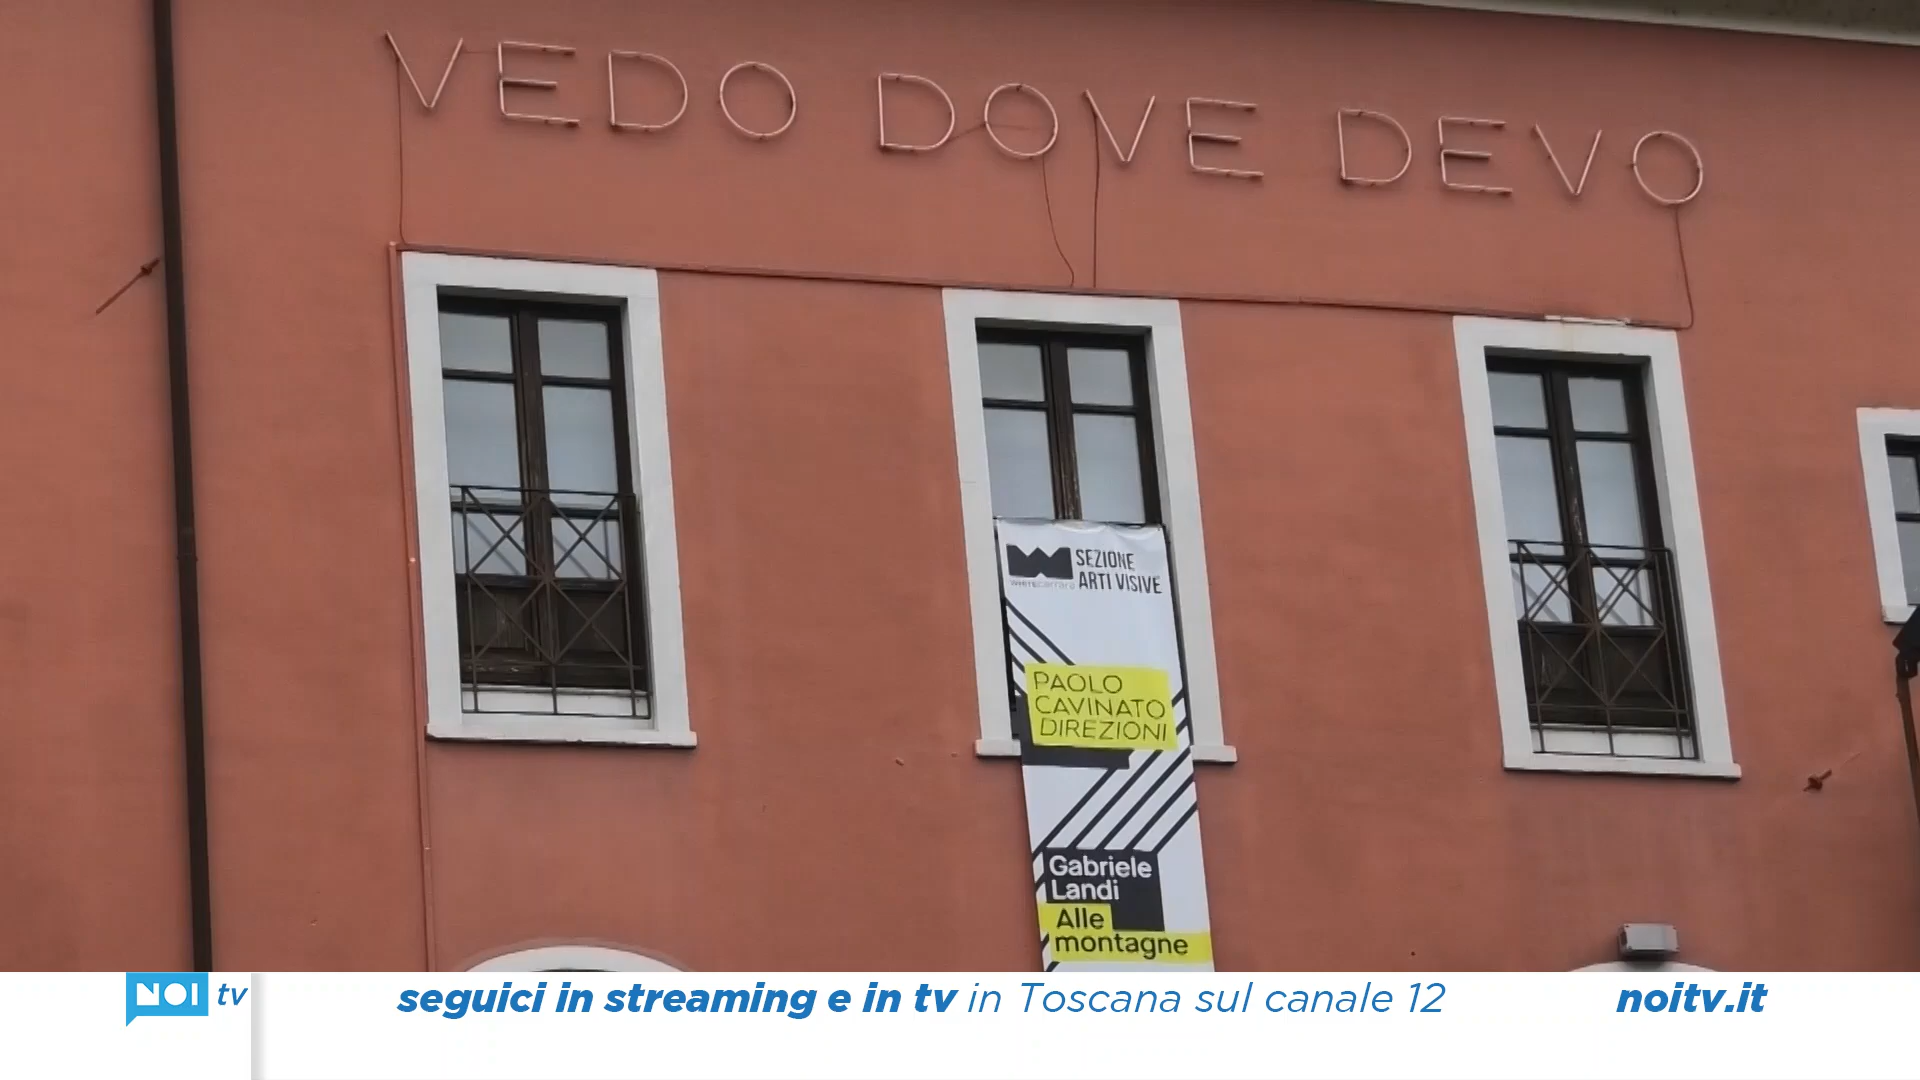 VEDO DOVE DEVO
SEZIONE
ARTI VISIVE
WHITEcarrara
PAOLO
CAVINATO
DIREZIONI
Gabriele
Landi
Alle
montagne
NOI tv
seguici in streaming e in tv in Toscana sul canale 12
noitv.it